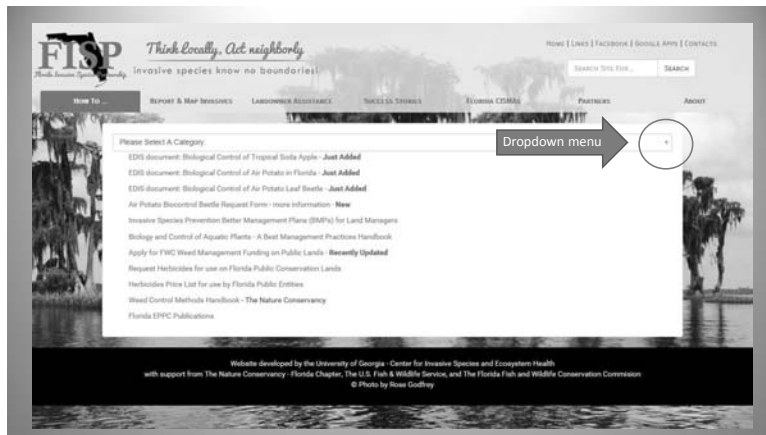 FISP
Think Locally, Act neighborly
invasive species know no boundaries!
Home | Links | Facebook | Google Apps | Contacts
Search Site For... Search
How To ... Report & Map Invasives Landowner Assistance Success Stories Florida CISMAs Partners About
Please Select A Category:
Dropdown menu
+
EDIS document: Biological Control of Tropical Soda Apple - Just Added
EDIS document: Biological Control of Air Potato in Florida - Just Added
EDIS document: Biological Control of Air Potato Leaf Beetle - Just Added
Air Potato Biocontrol Beetle Request Form - more information - New
Invasive Species Prevention Better Management Plans (BMPs) for Land Managers
Biology and Control of Aquatic Plants - A Best Management Practices Handbook
Apply for FWC Weed Management Funding on Public Lands - Recently Updated
Request Herbicides for use on Florida Public Conservation Lands
Herbicides Price List for use by Florida Public Entities
Weed Control Methods Handbook - The Nature Conservancy
Florida EPPC Publications
Website developed by the University of Georgia - Center for Invasive Species and Ecosystem Health
with support from The Nature Conservancy - Florida Chapter, The U.S. Fish & Wildlife Service, and The Florida Fish and Wildlife Conservation Commision
© Photo by Rose Godfrey